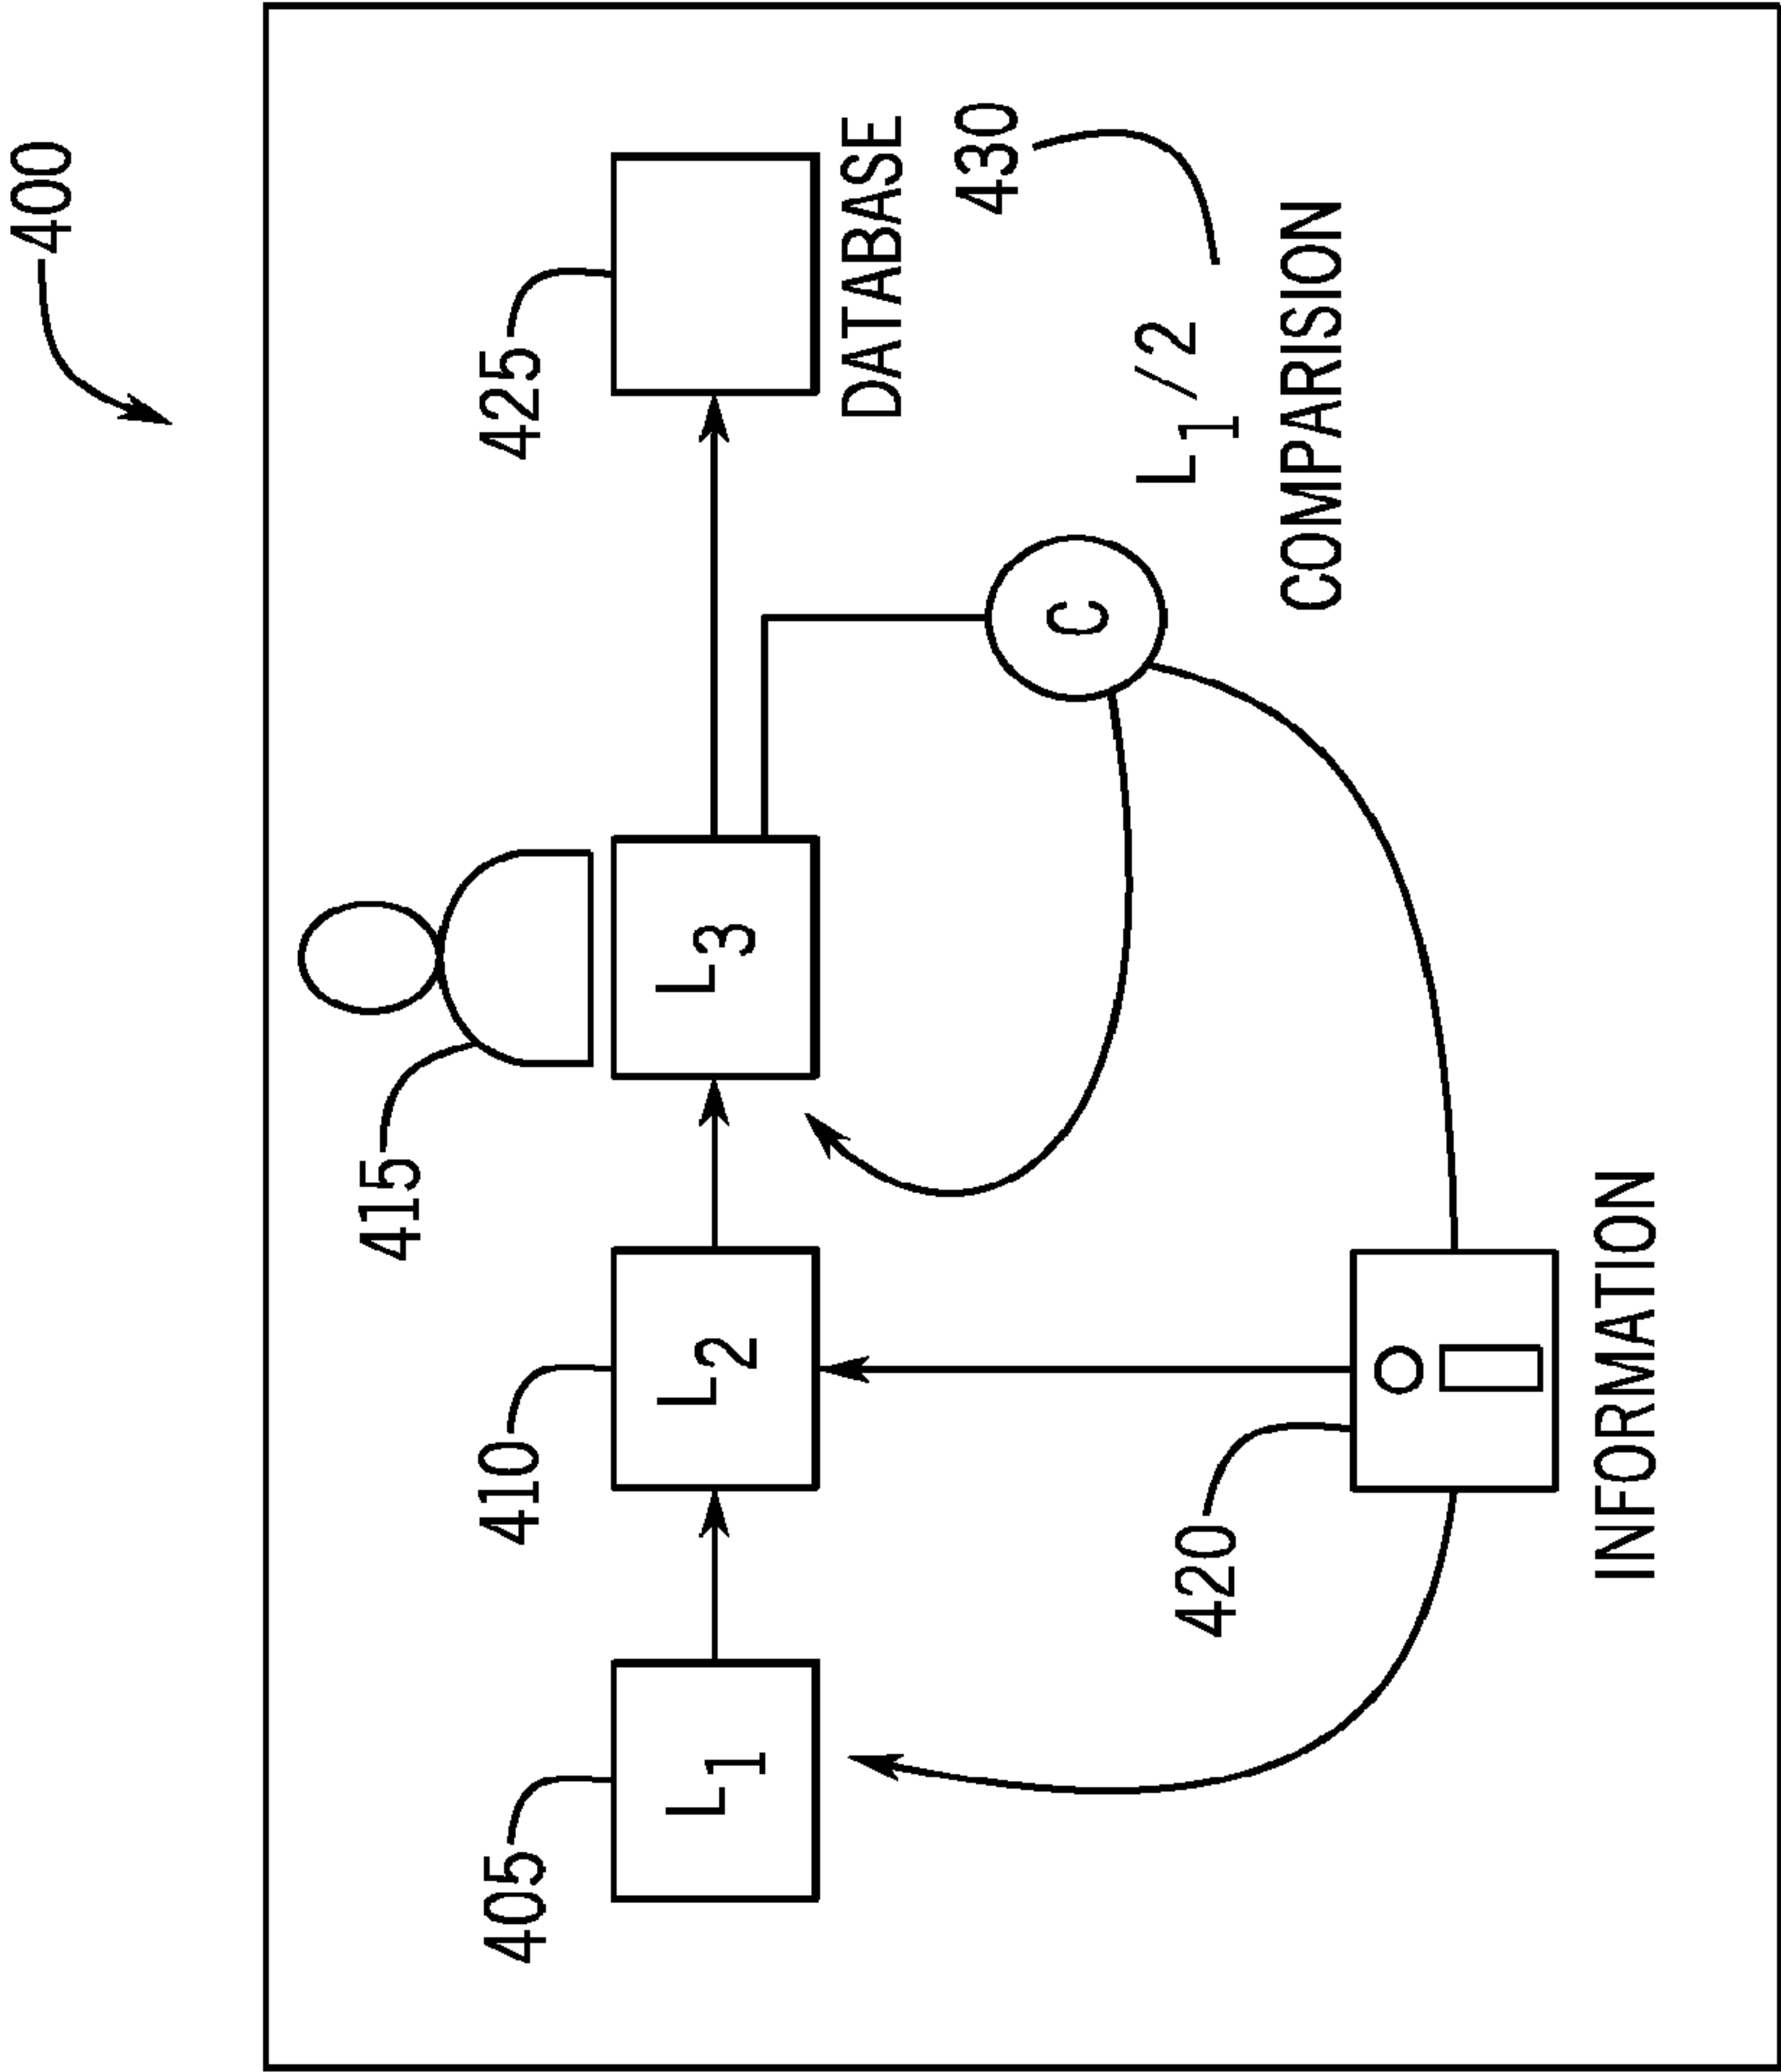 400
415
405
410
425
L₁
L₂
L₃
DATABASE
430
C
420
L₁//2
COMPARISION
INFORMATION